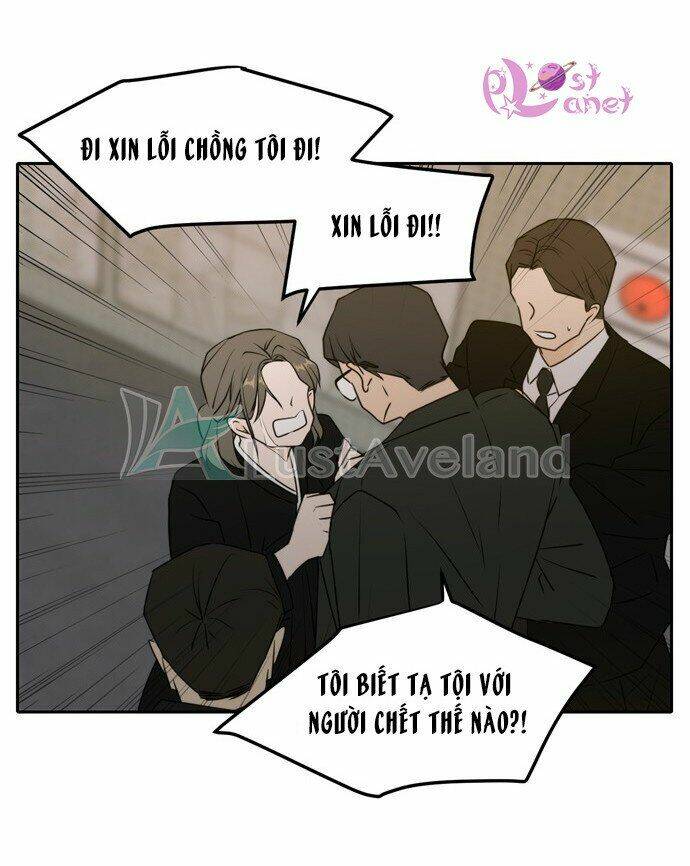 Lost
Planet
ĐI XIN LỖI CHỒNG TÔI ĐI!
XIN LỖI ĐI!!
LustAveland
TÔI BIẾT TẠ TỘI VỚI
NGƯỜI CHẾT THẾ NÀO?!